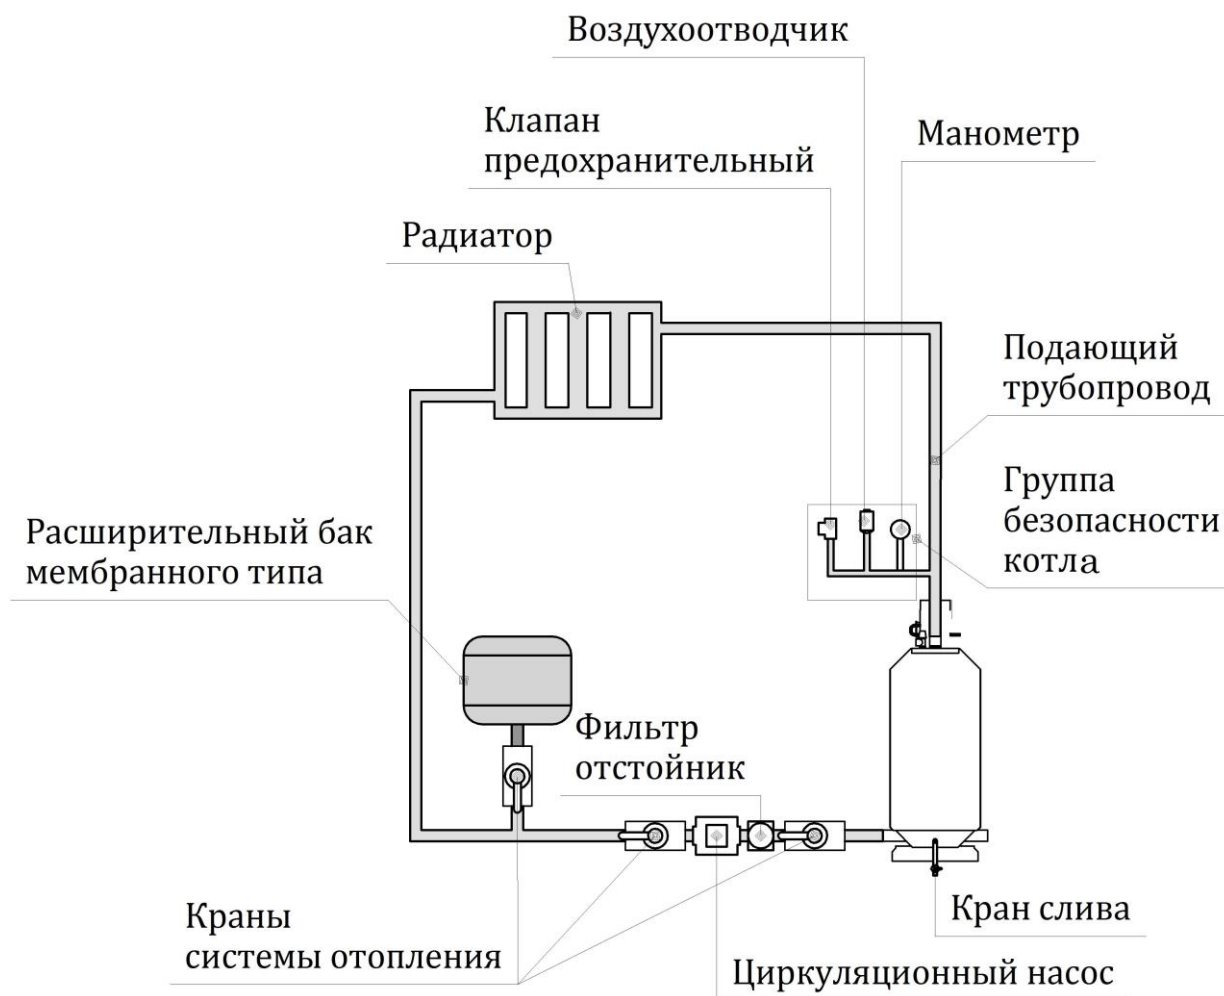 Воздухоотводчик
Клапан
предохранительный
Манометр
Радиатор
Подающий
трубопровод
Группа
безопасности
котла
Расширительный бак
мембранного типа
Фильтр
отстойник
Краны
системы отопления
Кран слива
Циркуляционный насос